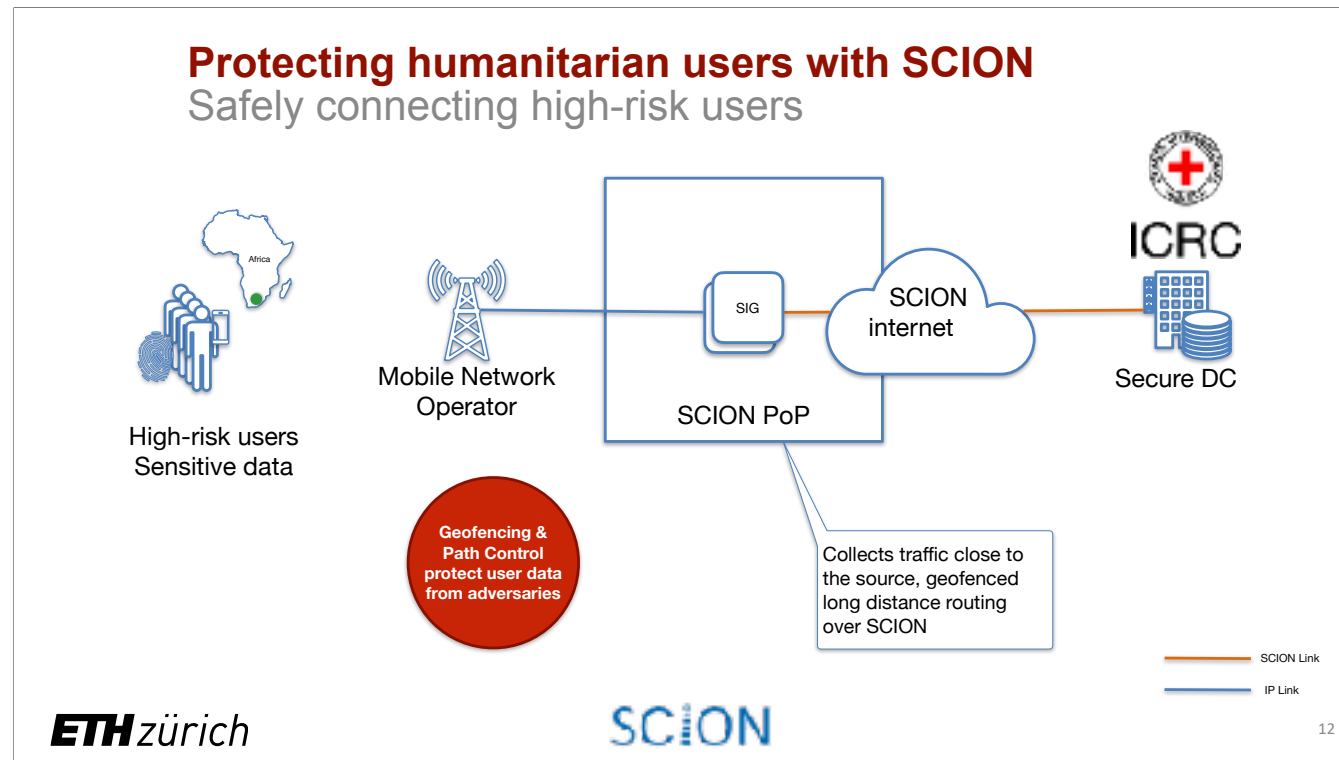 Protecting humanitarian users with SCION
Safely connecting high-risk users
Africa
High-risk users
Sensitive data
Mobile Network
Operator
SIG
SCION PoP
SCION
internet
ICRC
Secure DC
Geofencing &
Path Control
protect user data
from adversaries
Collects traffic close to
the source, geofenced
long distance routing
over SCION
SCION Link
IP Link
ETH zürich
SCION
12